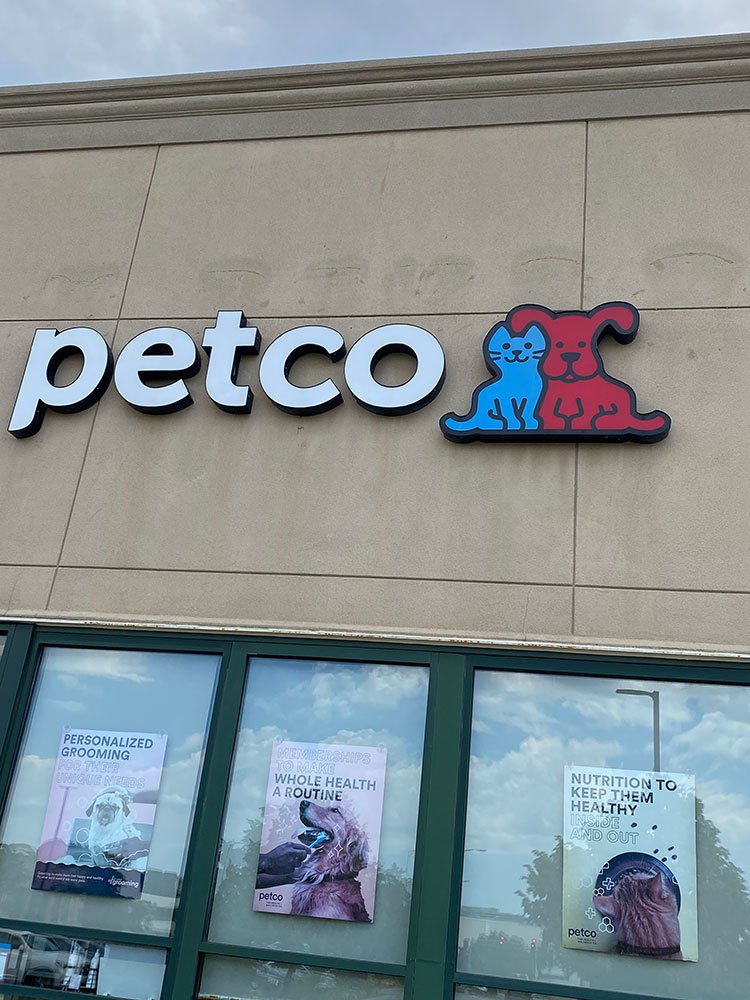 petco
PERSONALIZED
GROOMING
FOR THEIR
UNIQUE NEEDS
grooming
MEMBERSHIPS
TO MAKE
WHOLE HEALTH
A ROUTINE
petco
NUTRITION TO
KEEP THEM
HEALTHY
INSIDE
AND OUT
petco